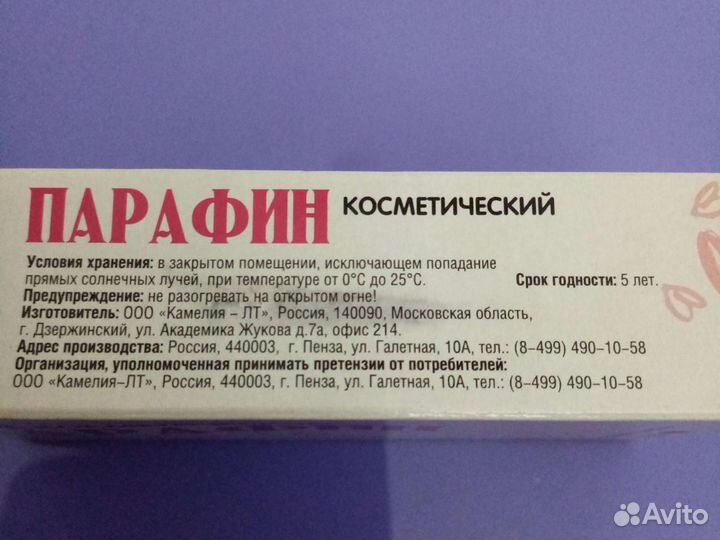 ПАРАФИН КОСМЕТИЧЕСКИЙ
Условия хранения: в закрытом помещении, исключающем попадание
прямых солнечных лучей, при температуре от 0°С до 25°С. Срок годности: 5 лет.
Предупреждение: не разогревать на открытом огне!
Изготовитель: ООО «Камелия – ЛТ», Россия, 140090, Московская область,
г. Дзержинский, ул. Академика Жукова д.7а, офис 214.
Адрес производства: Россия, 440003, г. Пенза, ул. Галетная, 10А, тел.: (8-499) 490-10-58
Организация, уполномоченная принимать претензии от потребителей:
ООО «Камелия–ЛТ», Россия, 440003, г. Пенза, ул. Галетная, 10А, тел.: (8-499) 490-10-58
Avito